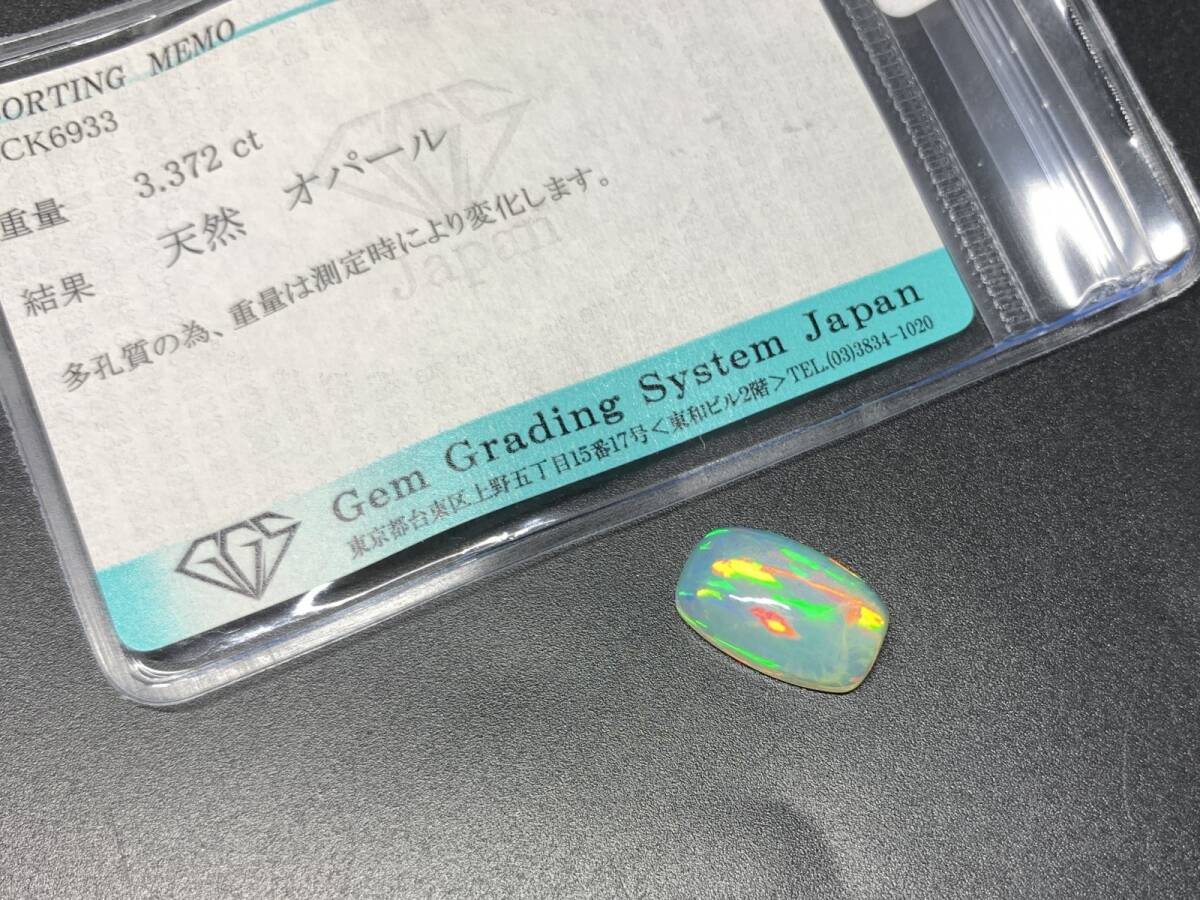 ORTING MEMO
CK6933
重量 3.372 ct
結果 天然 オパール
多孔質の為、重量は測定時により変化します。
Japan
Gem Grading System Japan
東京都台東区上野五丁目15番17号<東和ビル2階>TEL.(03)3834-1020
GGS